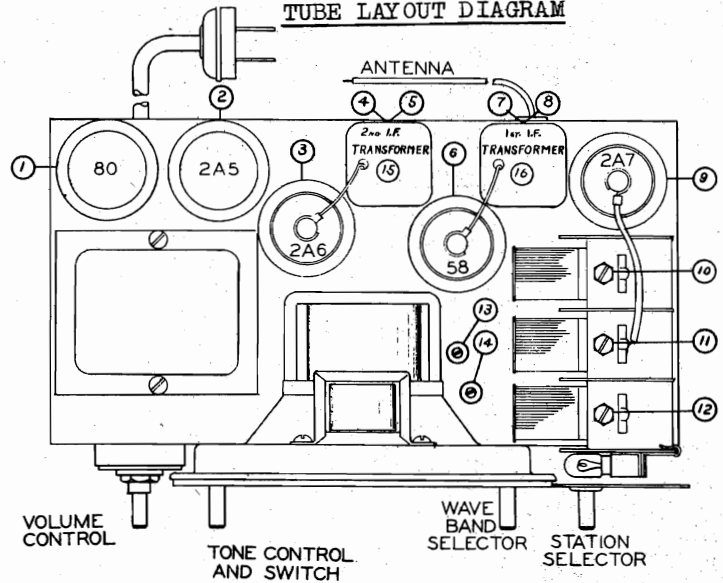 TUBE LAYOUT DIAGRAM
ANTENNA
2
4
5
7
8
1
80
2A5
3
2ND I.F.
TRANSFORMER
15
6
1ST. I.F.
TRANSFORMER
16
2A7
9
2A6
58
10
13
11
14
12
VOLUME
CONTROL
TONE CONTROL
AND SWITCH
WAVE
BAND
SELECTOR
STATION
SELECTOR